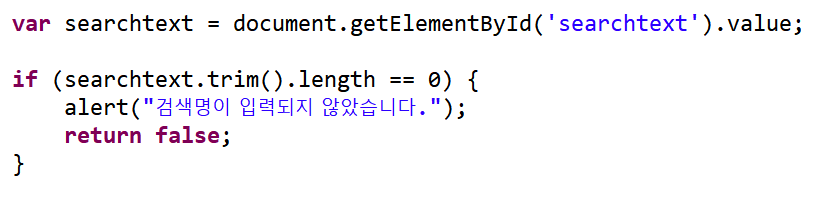 var searchtext = document.getElementById('searchtext').value;
if (searchtext.trim().length == 0) {
alert("검색명이 입력되지 않았습니다.");
return false;
}